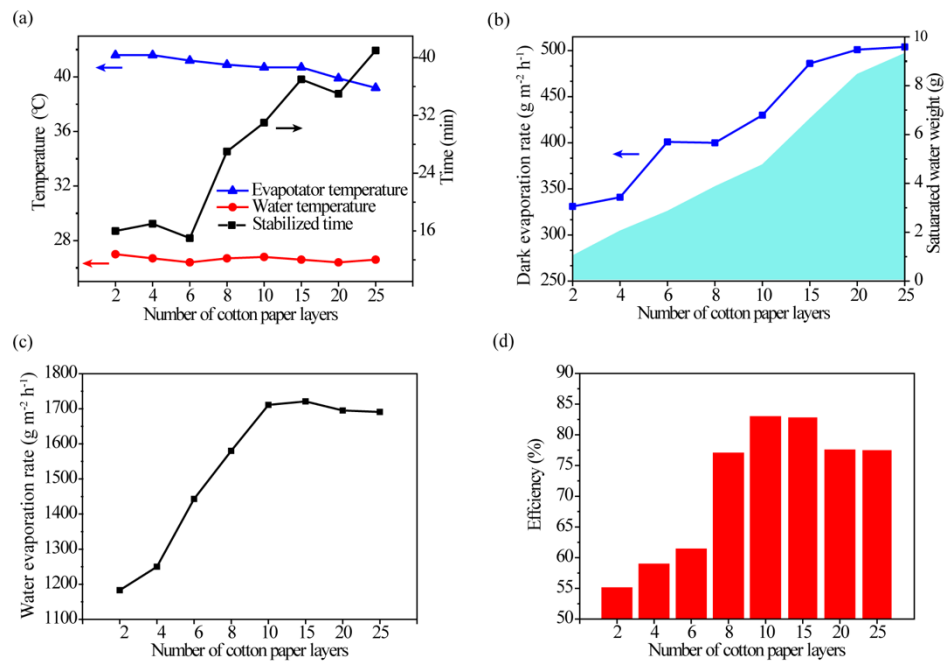 (a)
Temperature (℃)
42
40
36
32
28
40
36
24
16
Time (min)
Evapotator temperature
Water temperature
Stabilized time
2 4 6 8 10 15 20 25
Number of cotton paper layers
(b)
Dark evaporation rate (g m⁻² h⁻¹)
500
450
400
350
300
250
10
8
6
4
2
0
Satuarated water weight (g)
2 4 6 8 10 15 20 25
Number of cotton paper layers
(c)
Water evaporation rate (g m⁻² h⁻¹)
1800
1700
1600
1500
1400
1300
1200
1100
2 4 6 8 10 15 20 25
Number of cotton paper layers
(d)
Effciency (%)
90
85
80
75
70
65
60
55
50
2 4 6 8 10 15 20 25
Number of cotton paper layers